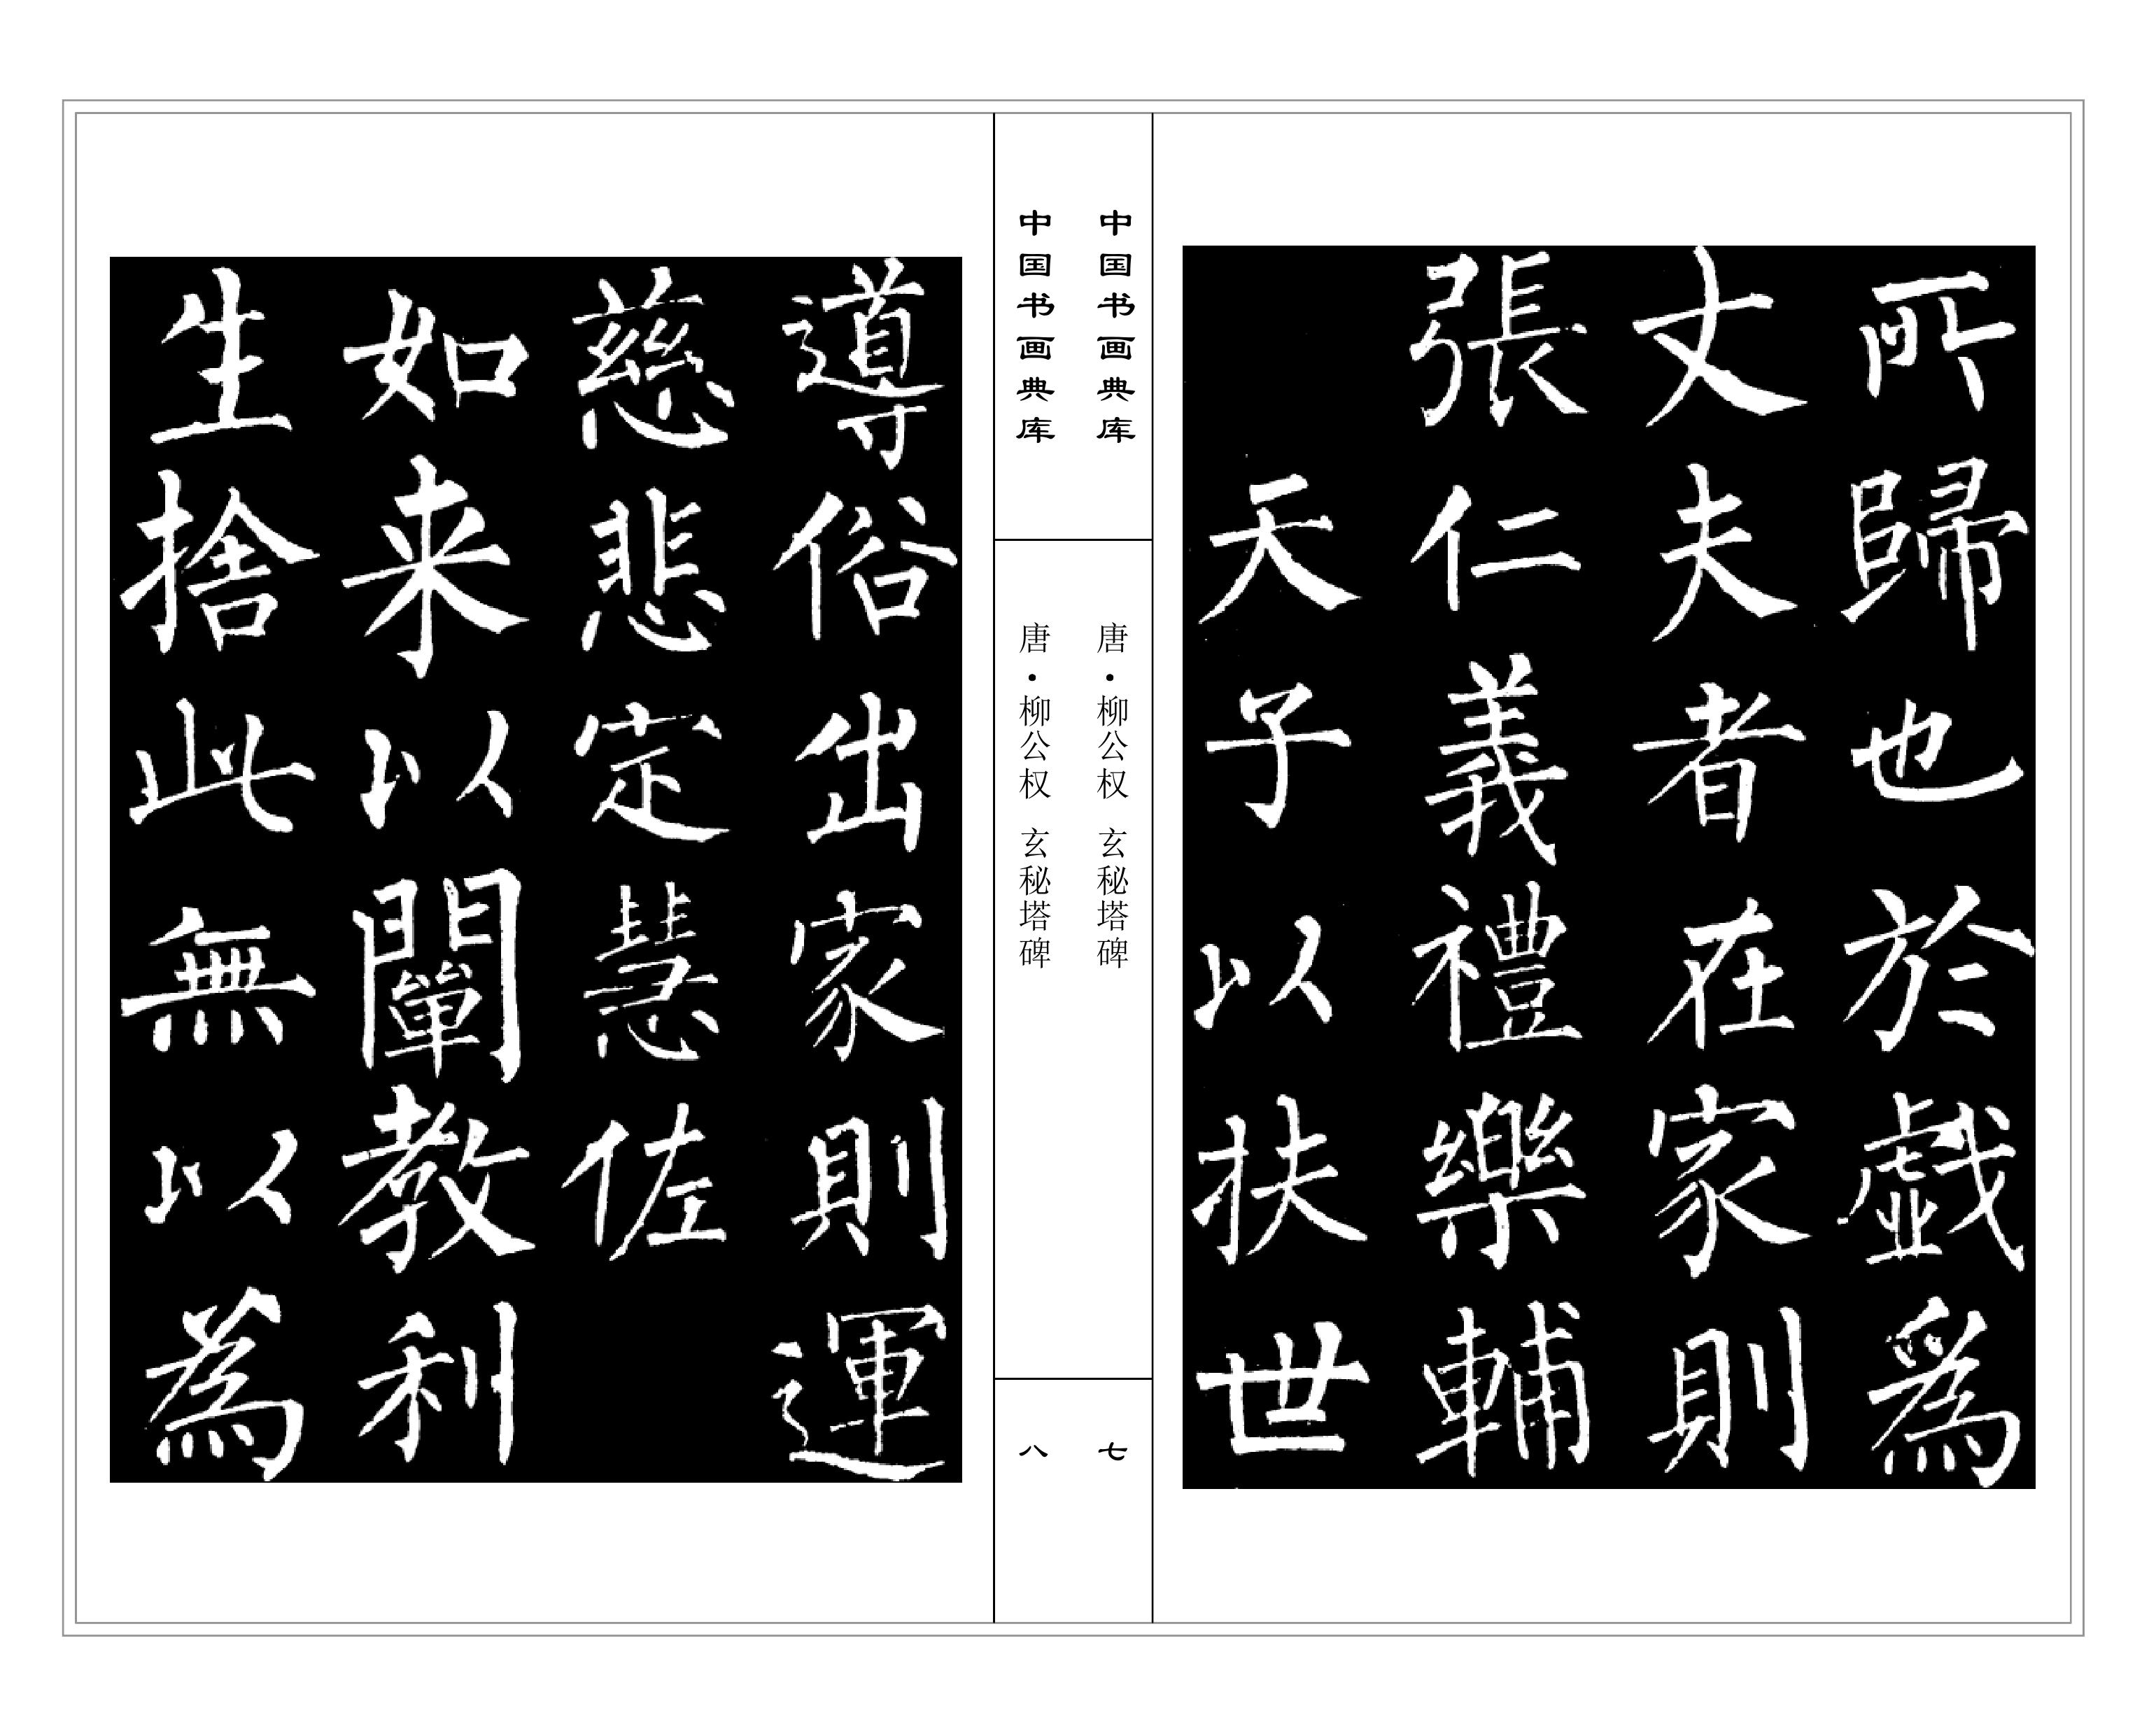 所歸也於戲爲
丈夫者在家則
張仁義禮樂輔
天子以扶世
中国书画典库
唐·柳公权 玄秘塔碑
七
中国书画典库
唐·柳公权 玄秘塔碑
八
導俗出家則運
慈悲定慧佐
如来以闡教利
生捨此無以為